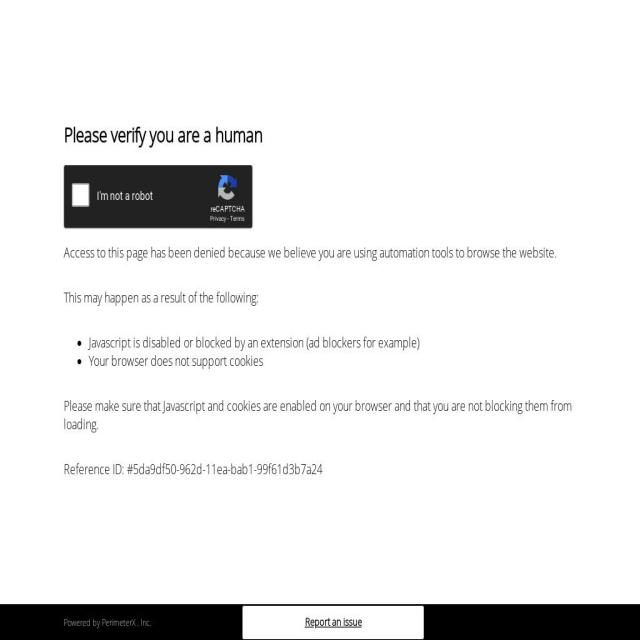 Please verify you are a human
I'm not a robot
reCAPTCHA
Privacy - Terms
Access to this page has been denied because we believe you are using automation tools to browse the website.
This may happen as a result of the following:
• Javascript is disabled or blocked by an extension (ad blockers for example)
• Your browser does not support cookies
Please make sure that Javascript and cookies are enabled on your browser and that you are not blocking them from
loading.
Reference ID: #5da9df50-962d-11ea-bab1-99f61d3b7a24
Powered by PerimeterX, Inc.
Report an issue